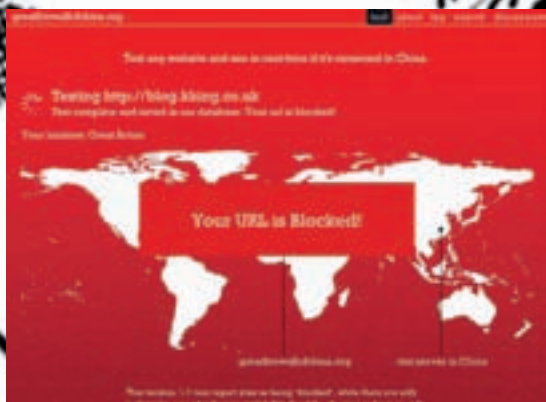 greatfirewallofchina.org
test about faq
Test any website and see in real-time if it's censored in China.
Testing http://blog.kking.co.uk
Test complete and saved in our database: Your url is blocked!
Your location: Great Britain
Your URL is Blocked!
greatfirewallofchina.org
test server in China